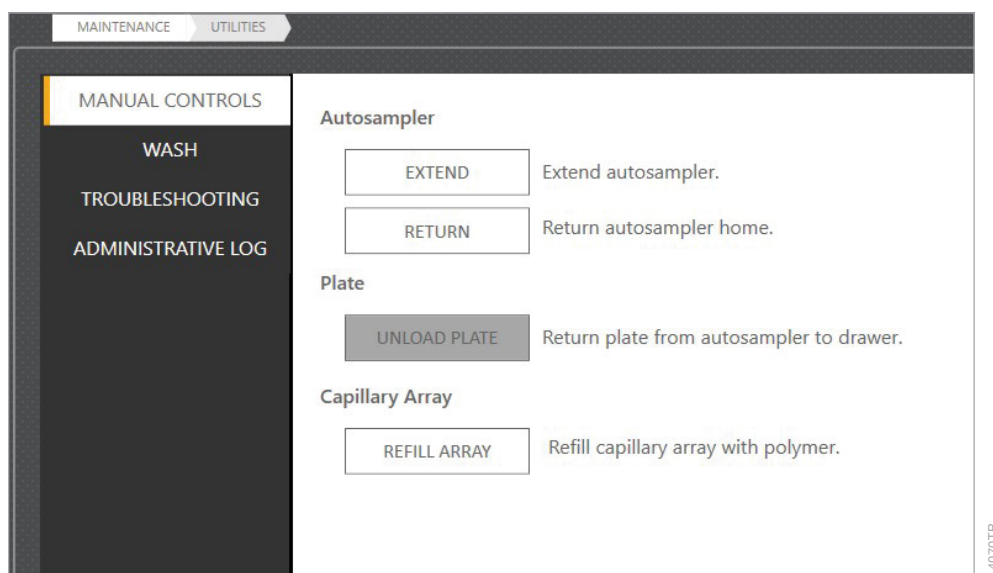 MAINTENANCE UTILITIES
MANUAL CONTROLS
WASH
TROUBLESHOOTING
ADMINISTRATIVE LOG
Autosampler
EXTEND Extend autosampler.
RETURN Return autosampler home.
Plate
UNLOAD PLATE Return plate from autosampler to drawer.
Capillary Array
REFILL ARRAY Refill capillary array with polymer.